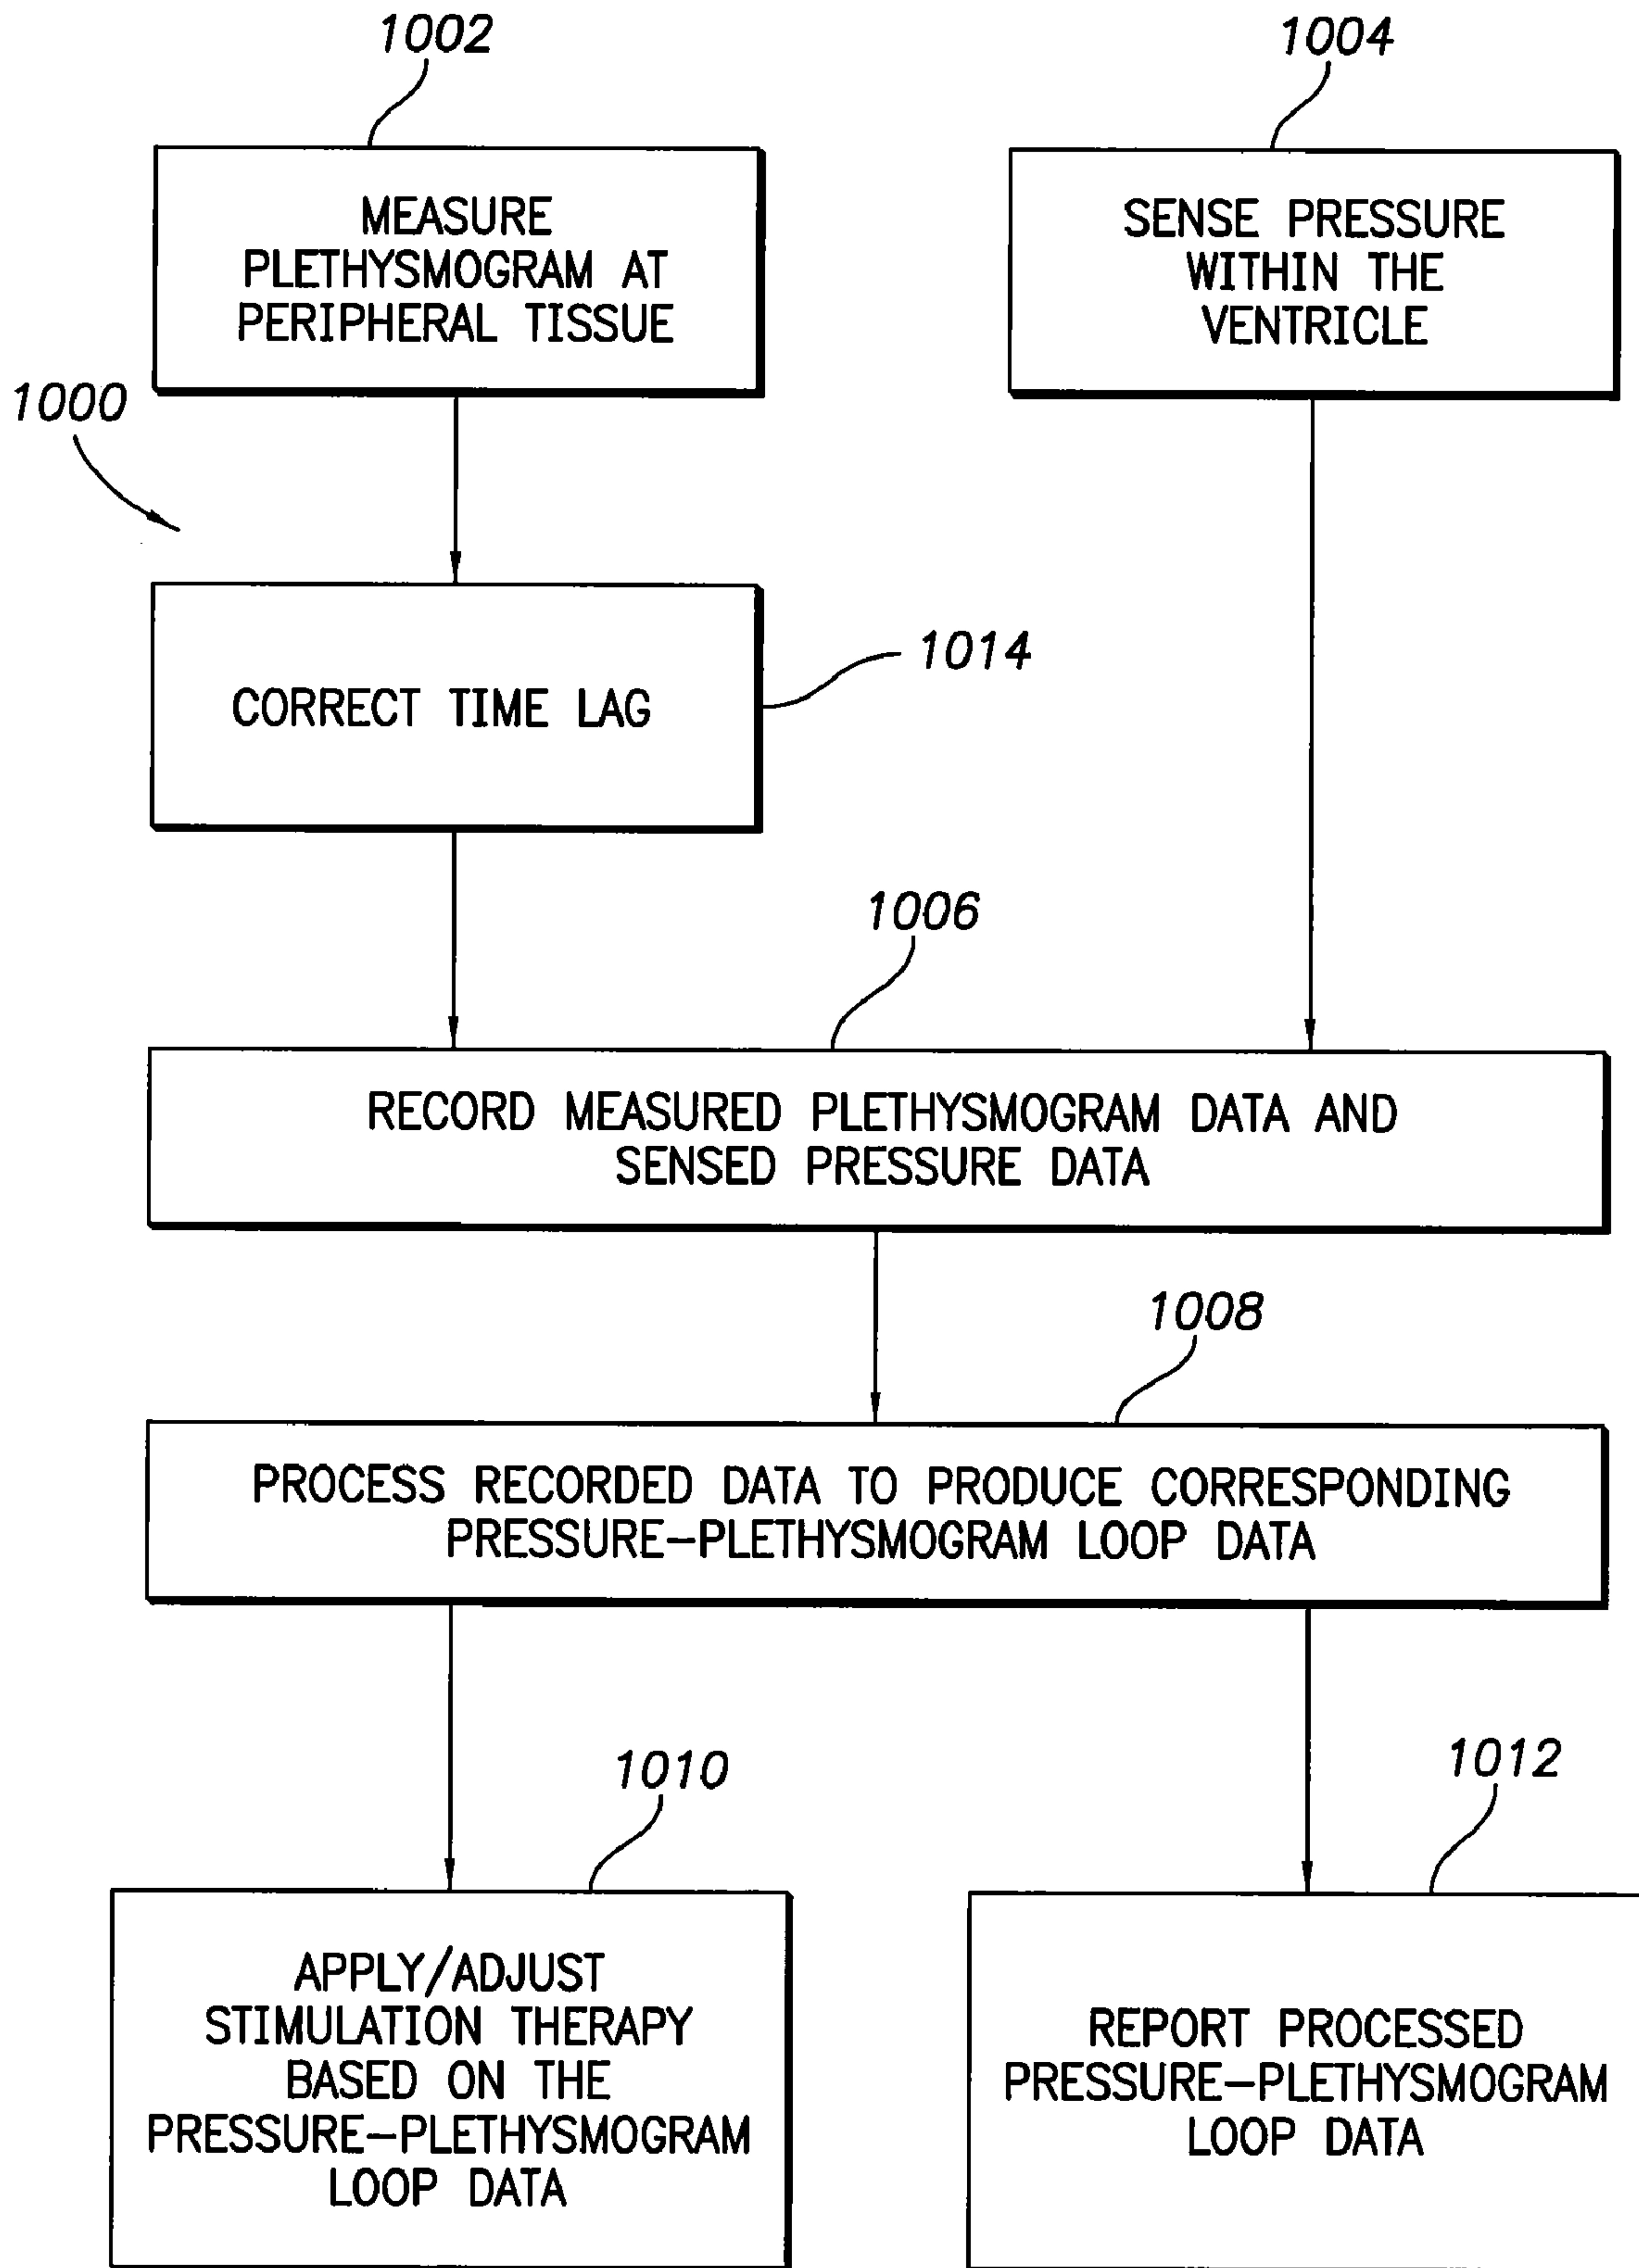 1002
1004
MEASURE
PLETHYSMOGRAM AT
PERIPHERAL TISSUE
SENSE PRESSURE
WITHIN THE
VENTRICLE
1000
CORRECT TIME LAG
1014
1006
RECORD MEASURED PLETHYSMOGRAM DATA AND
SENSED PRESSURE DATA
1008
PROCESS RECORDED DATA TO PRODUCE CORRESPONDING
PRESSURE-PLETHYSMOGRAM LOOP DATA
1010
1012
APPLY/ADJUST
STIMULATION THERAPY
BASED ON THE
PRESSURE-PLETHYSMOGRAM
LOOP DATA
REPORT PROCESSED
PRESSURE-PLETHYSMOGRAM
LOOP DATA